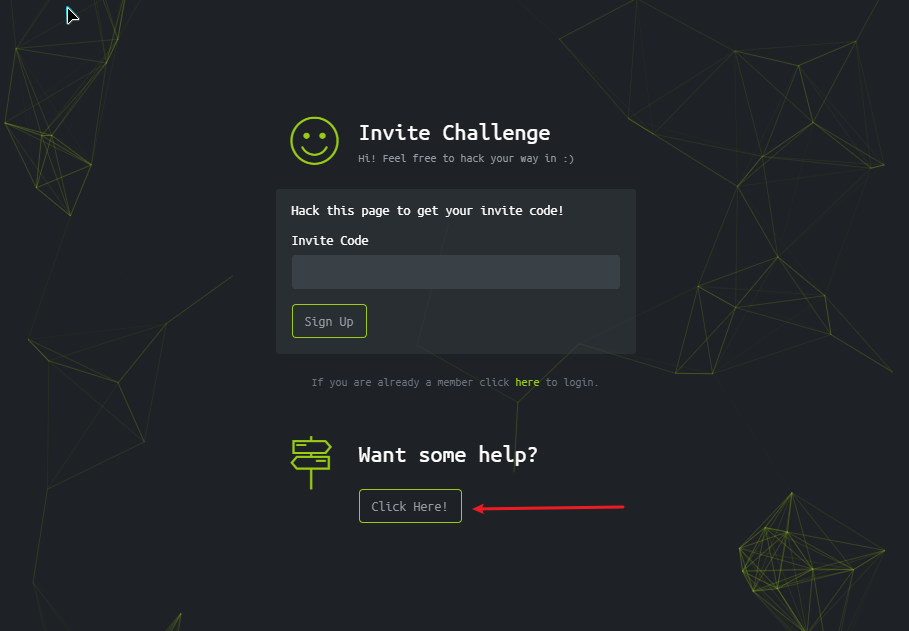 Invite Challenge
Hi! Feel free to hack your way in :)
Hack this page to get your invite code!
Invite Code
Sign Up
If you are already a member click here to login.
Want some help?
Click Here!